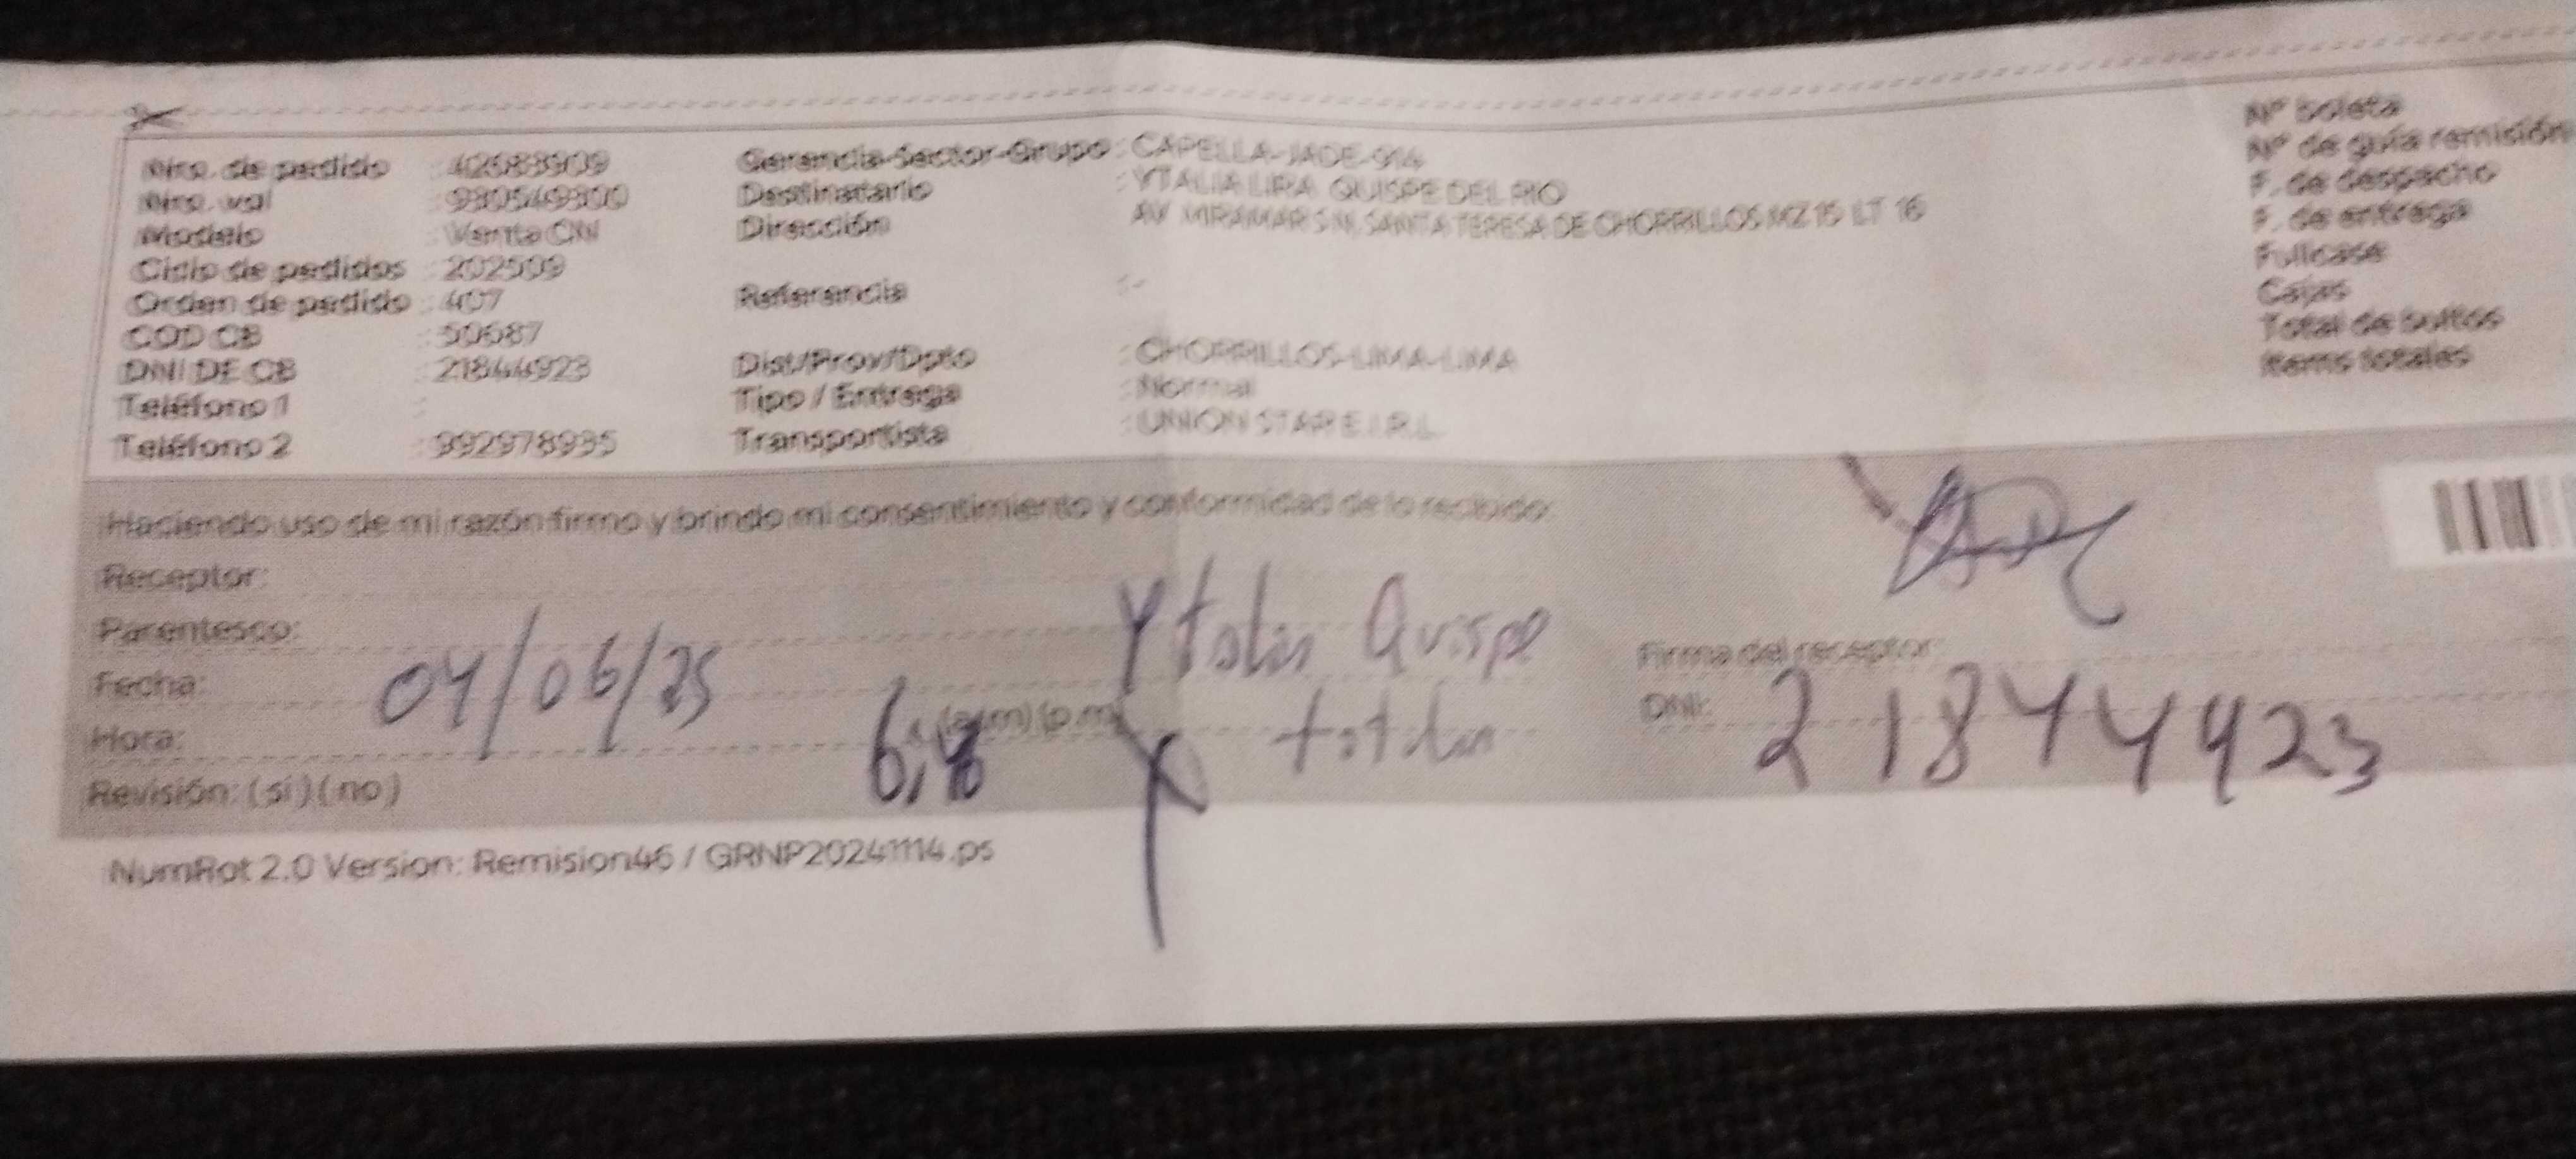 Nro. de pedido : 42683909
Nro. val : 980549800
Modelo : Venta CN
Ciclo de pedidos : 202509
Orden de pedido : 407
COD CB : 50687
DNI DE CB : 21844923
Teléfono 1 :
Teléfono 2 : 992978935
Gerencia-Sector-Grupo : CAPELLA-JADE-914
Destinatario : YTALIA LIRA QUISPE DEL RIO
Dirección AV MIRAMAR S N, SANTA TERESA DE CHORRILLOS MZ 15 LT 16
Referencia : -
Dist/Prov/Dpto : CHORRILLOS-LIMA-LIMA
Tipo / Entrega : Normal
Transportista : UNION STAR E.I.R.L.
Nº boleta
Nº de guía remisión
F. de despacho
F. de entrega
Fullcase
Cajas
Total de bultos
Items totales
Haciendo uso de mi razón firmo y brindo mi consentimiento y conformidad de lo recibido:
Receptor:
Parentesco:
Fecha: 04/06/25
Hora: (a.m) (p.m)
Revisión: (si) (no)
Ytalia Quispe
titular
Firma del receptor:
DNI: 21844923
NumRot 2.0 Version: Remision46 / GRNP20241114.ps